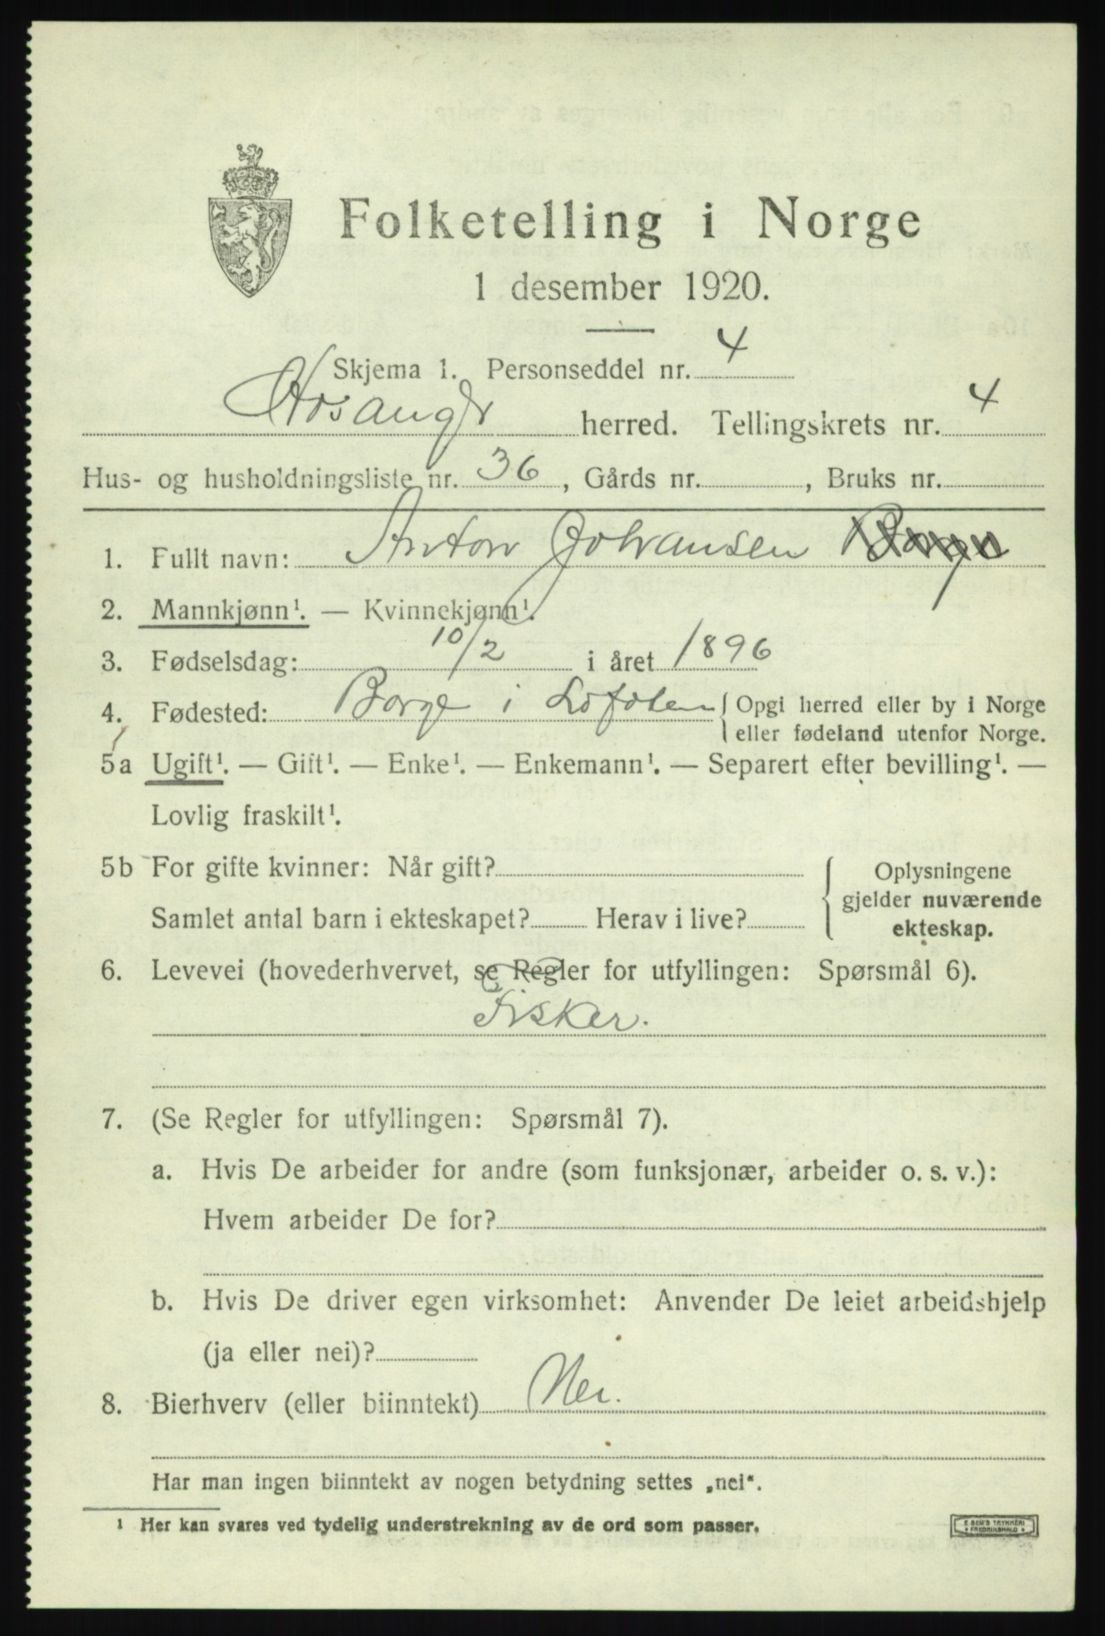 Folketelling i Norge
1 desember 1920.
Skjema 1. Personseddel nr. 4
Hosangr herred. Tellingskrets nr. 4
Hus- og husholdningsliste nr. 36, Gårds nr. , Bruks nr.
1. Fullt navn: Anton Johansen Borge
2. Mannkjønn¹. — Kvinnekjønn¹.
3. Fødselsdag: 10/2 i året 1896
4. Fødested: Borge i Lofoten { Opgi herred eller by i Norge
eller fødeland utenfor Norge.
5a Ugift¹. — Gift¹. — Enke¹. — Enkemann¹. — Separert efter bevilling¹. —
Lovlig fraskilt¹.
5b For gifte kvinner: Når gift?
Samlet antal barn i ekteskapet? Herav i live?
{ Oplysningene
gjelder nuværende
ekteskap.
6. Levevei (hovederhvervet, se Regler for utfyllingen: Spørsmål 6).
Fisker.
7. (Se Regler for utfyllingen: Spørsmål 7).
a. Hvis De arbeider for andre (som funksjonær, arbeider o. s. v.):
Hvem arbeider De for?
b. Hvis De driver egen virksomhet: Anvender De leiet arbeidshjelp
(ja eller nei)?
8. Bierhverv (eller biinntekt) Nei.
Har man ingen biinntekt av nogen betydning settes „nei“.
¹ Her kan svares ved tydelig understrekning av de ord som passer.
E. SEM'S TRYKKERI
FREDRIKSHALD